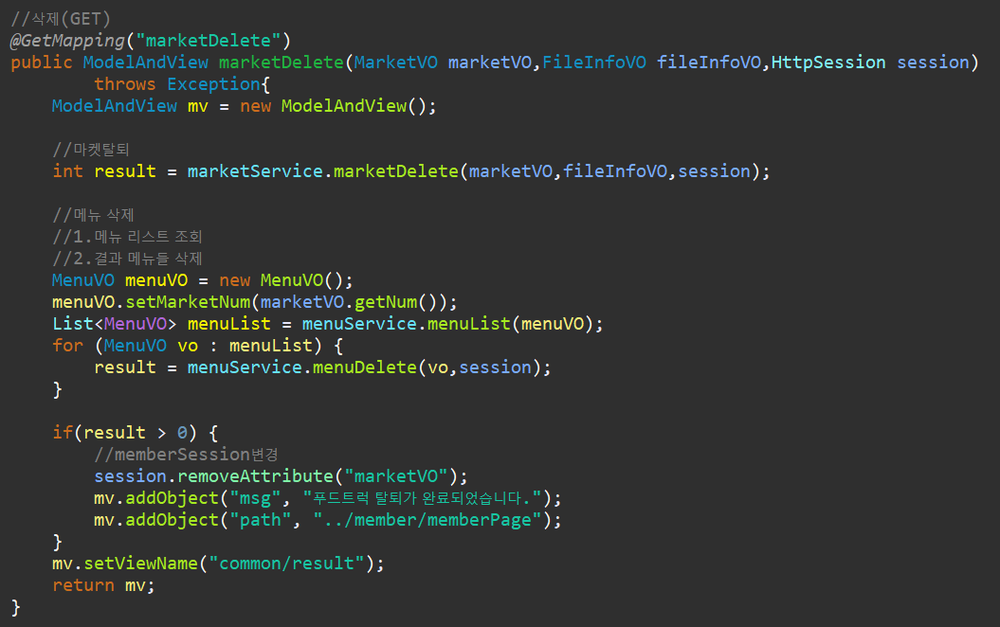 //삭제(GET)
@GetMapping("marketDelete")
public ModelAndView marketDelete(MarketVO marketVO,FileInfoVO fileInfoVO,HttpSession session)
        throws Exception{
    ModelAndView mv = new ModelAndView();

    //마켓탈퇴
    int result = marketService.marketDelete(marketVO,fileInfoVO,session);

    //메뉴 삭제
    //1.메뉴 리스트 조회
    //2.결과 메뉴들 삭제
    MenuVO menuVO = new MenuVO();
    menuVO.setMarketNum(marketVO.getNum());
    List<MenuVO> menuList = menuService.menuList(menuVO);
    for (MenuVO vo : menuList) {
        result = menuService.menuDelete(vo,session);
    }

    if(result > 0) {
        //memberSession변경
        session.removeAttribute("marketVO");
        mv.addObject("msg", "푸드트럭 탈퇴가 완료되었습니다.");
        mv.addObject("path", "../member/memberPage");
    }
    mv.setViewName("common/result");
    return mv;
}